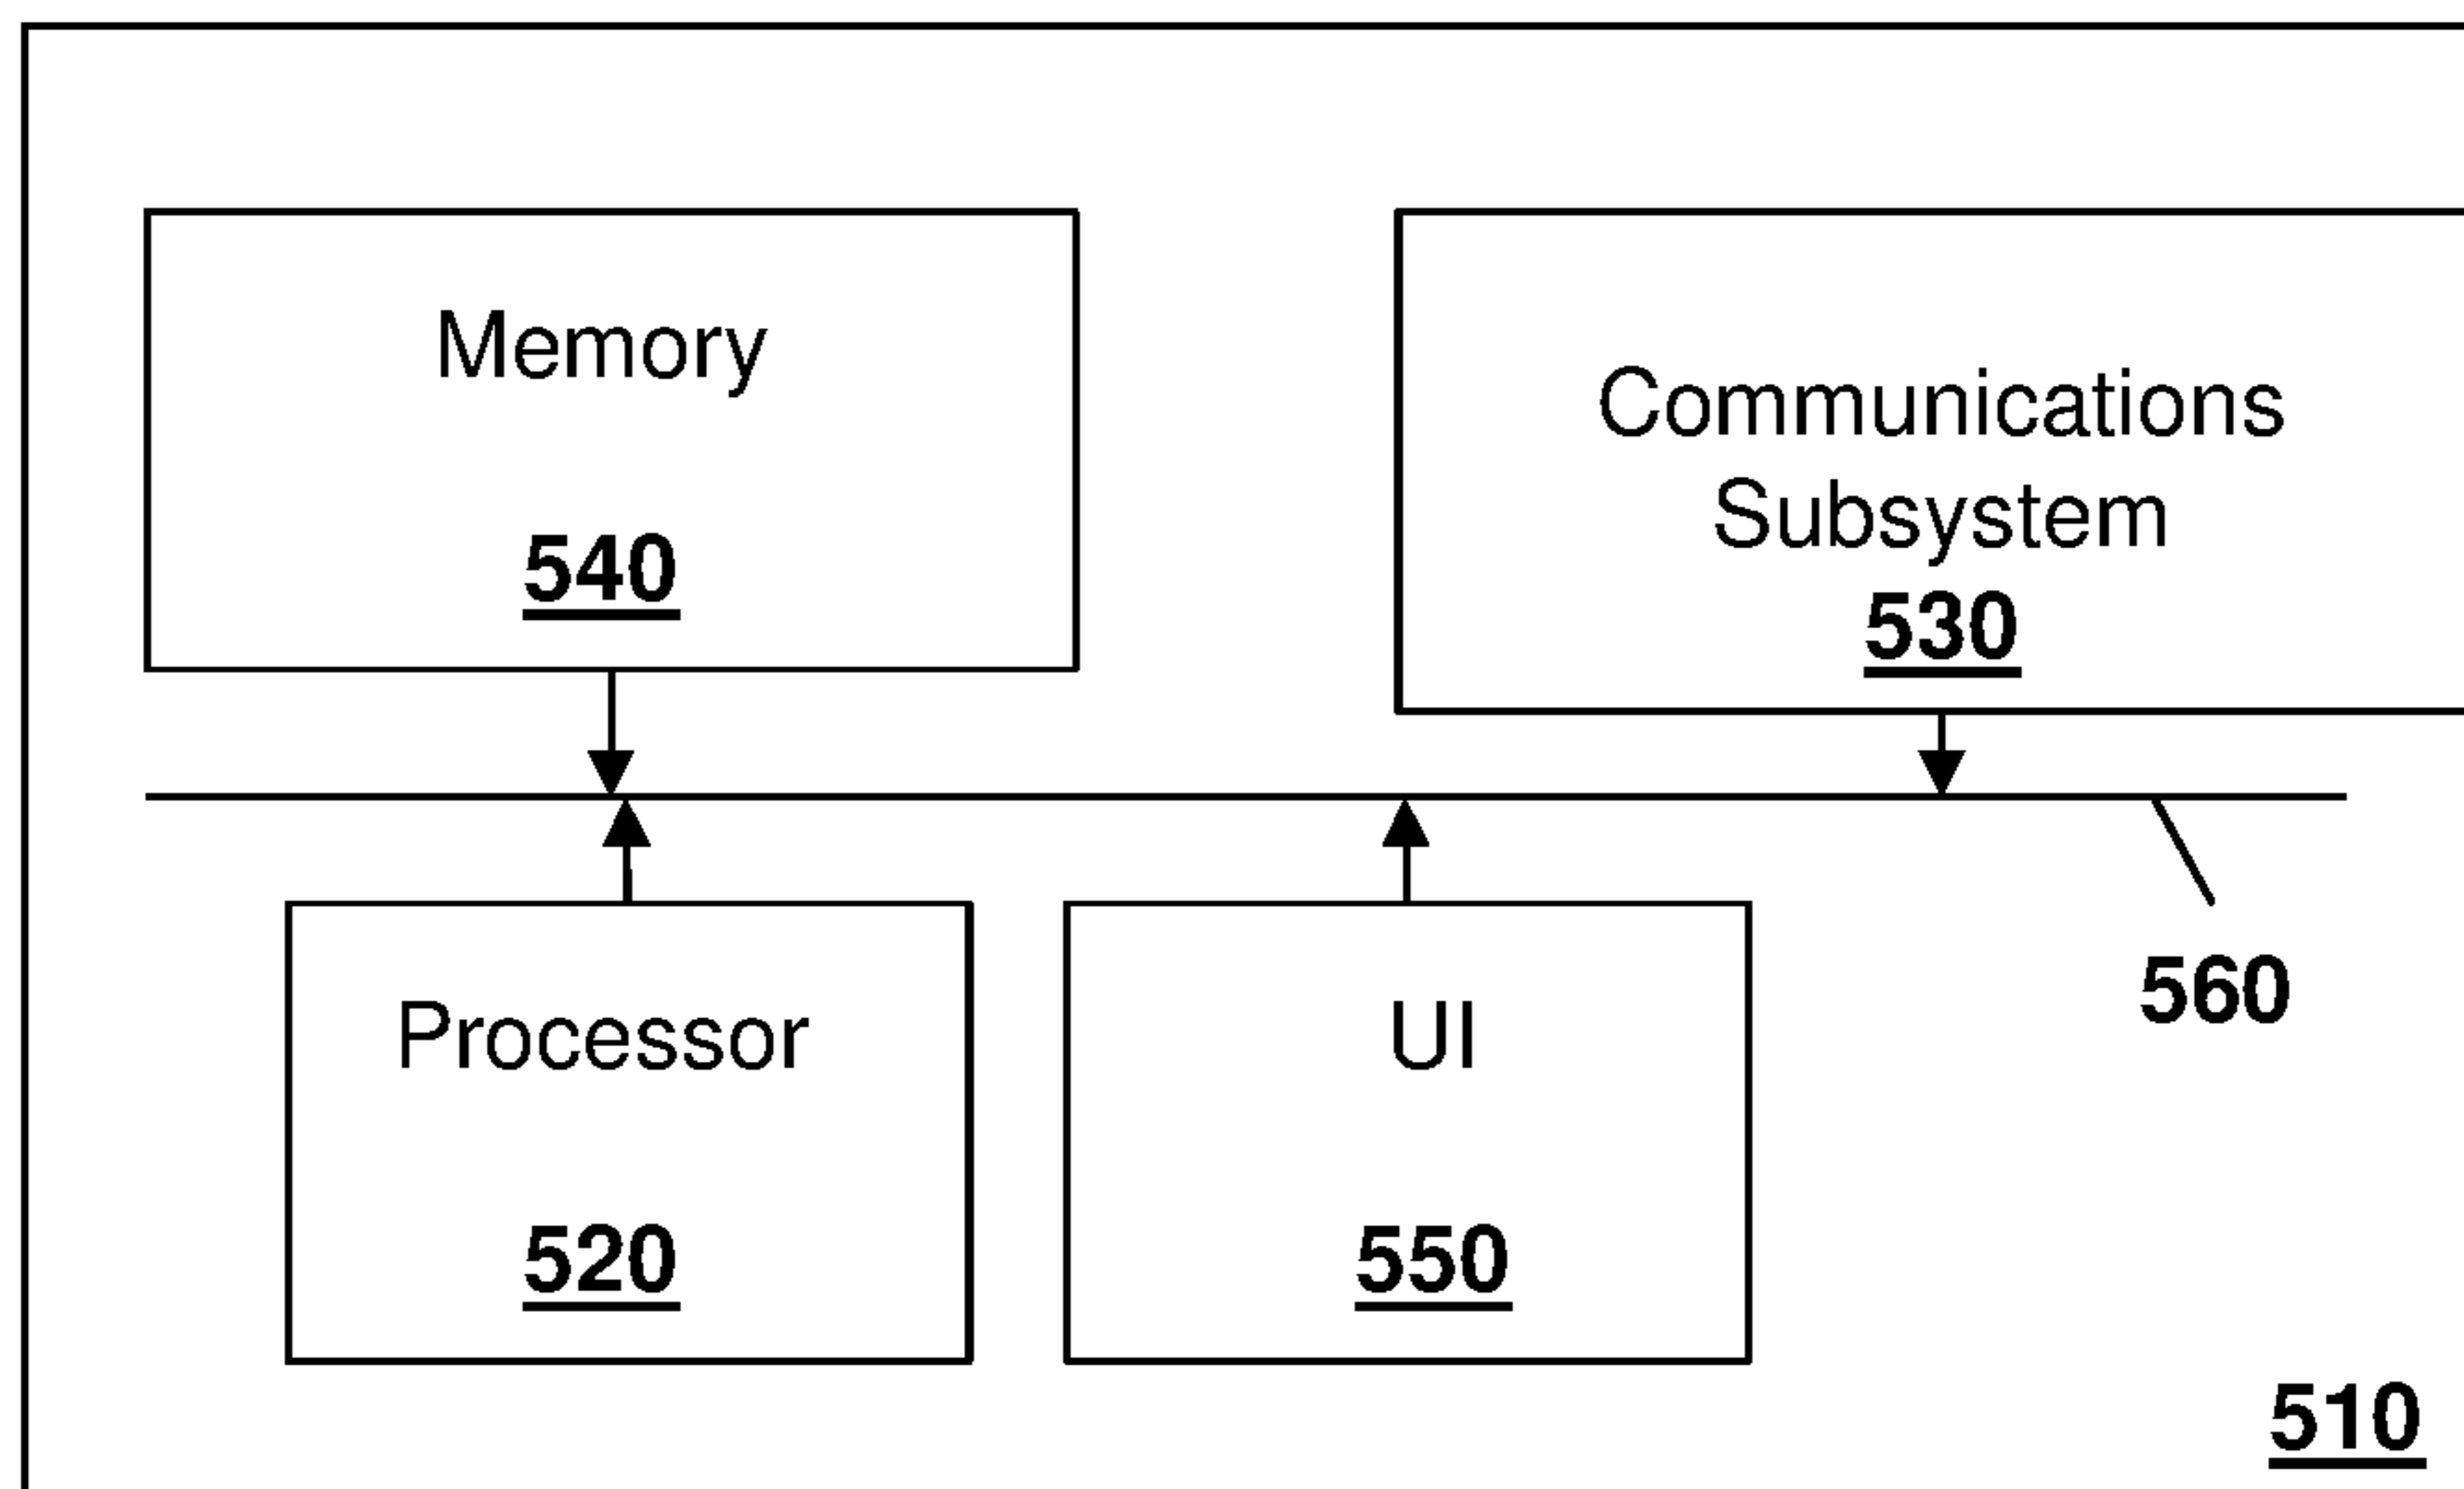 Memory
540
Communications
Subsystem
530
Processor
520
UI
550
560
510